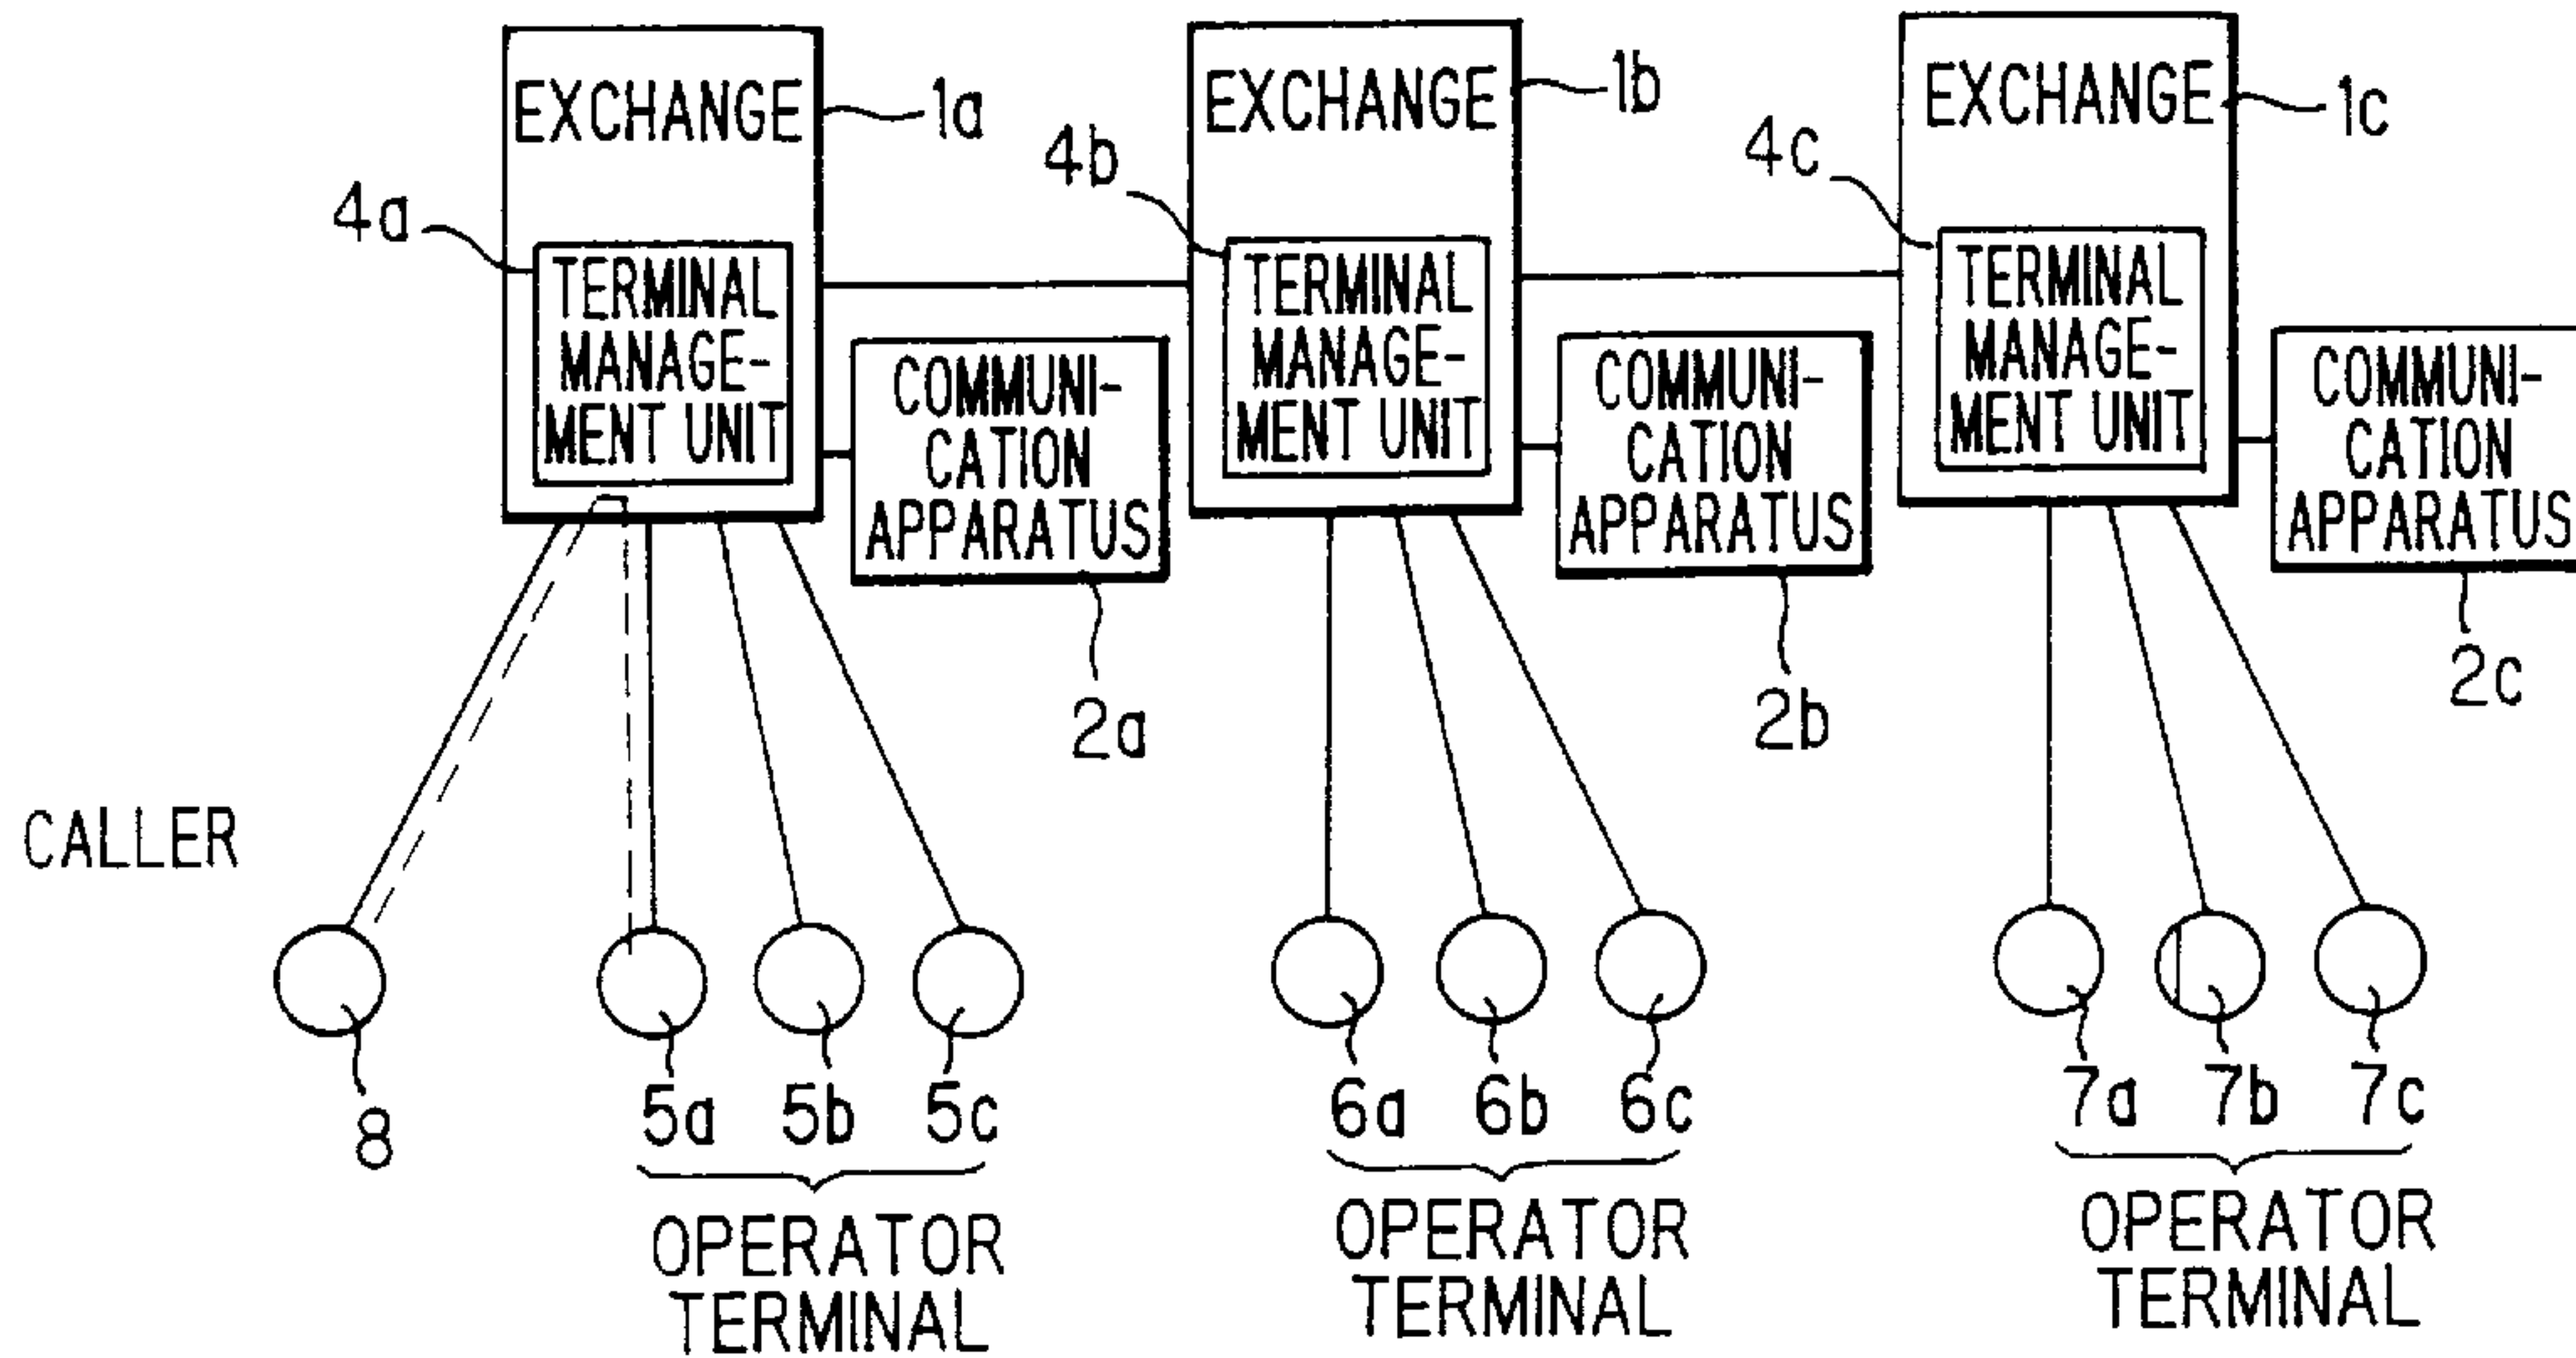 EXCHANGE
1a
4a
TERMINAL
MANAGE-
MENT UNIT
COMMUNI-
CATION
APPARATUS
2a
EXCHANGE
1b
4b
TERMINAL
MANAGE-
MENT UNIT
COMMUNI-
CATION
APPARATUS
2b
EXCHANGE
1c
4c
TERMINAL
MANAGE-
MENT UNIT
COMMUNI-
CATION
APPARATUS
2c
CALLER
8
5a 5b 5c
OPERATOR
TERMINAL
6a 6b 6c
OPERATOR
TERMINAL
7a 7b 7c
OPERATOR
TERMINAL